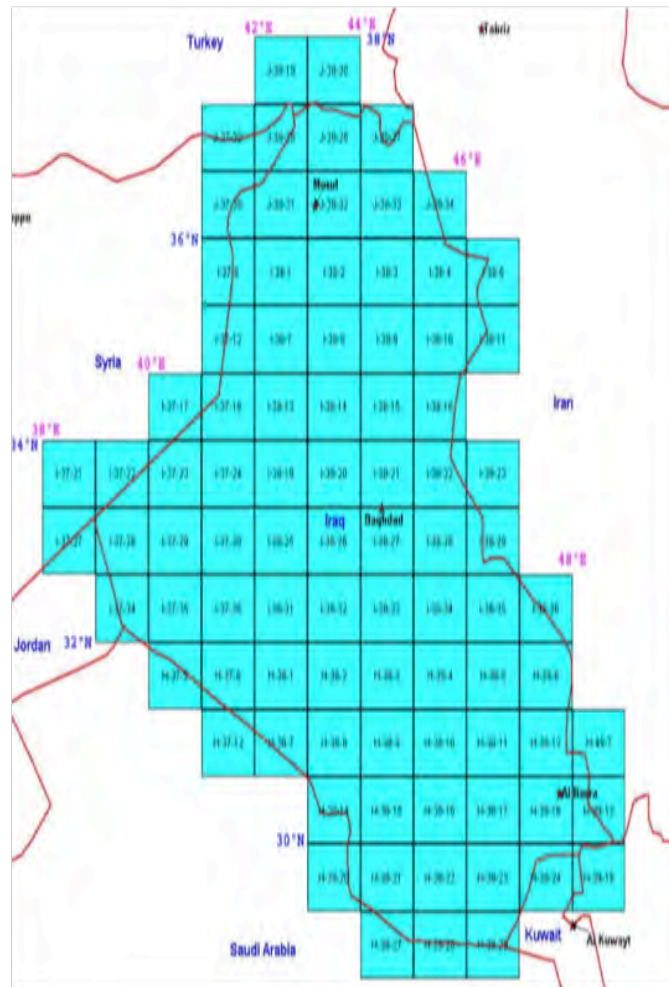 42°E
44°E
Tabriz
Turkey
38°N
J-38-19 J-38-20
J-38-25 J-38-26 J-38-27
46°E
Mosul
J-38-31 J-38-32 J-38-33 J-38-34
36°N
I-37-6 I-38-1 I-38-2 I-38-3 I-38-4
I-37-12 I-38-7 I-38-8 I-38-9 I-38-10 I-38-11
Syria
40°E
Iran
I-37-17 I-37-18 I-38-13 I-38-14 I-38-15 I-38-16
38°E
34°N
I-37-21 I-37-22 I-37-23 I-37-24 I-38-19 I-38-20 I-38-21 I-38-22 I-38-23
Iraq
Baghdad
I-37-27 I-37-28 I-37-29 I-37-30 I-38-25 I-38-26 I-38-27 I-38-28 I-38-29
48°E
I-37-34 I-37-35 I-37-36 I-38-31 I-38-32 I-38-33 I-38-34 I-38-35 I-38-36
Jordan
32°N
H-37-5 H-37-6 H-38-1 H-38-2 H-38-3 H-38-4 H-38-5 H-38-6
H-37-12 H-38-7 H-38-8 H-38-9 H-38-10 H-38-11 H-38-12
Al Basra
H-38-14 H-38-15 H-38-16 H-38-17 H-38-18 H-39-13
30°N
H-38-20 H-38-21 H-38-22 H-38-23 H-38-24 H-39-19
Kuwait
Al Kuwayt
Saudi Arabia
H-38-27 H-38-28 H-38-29